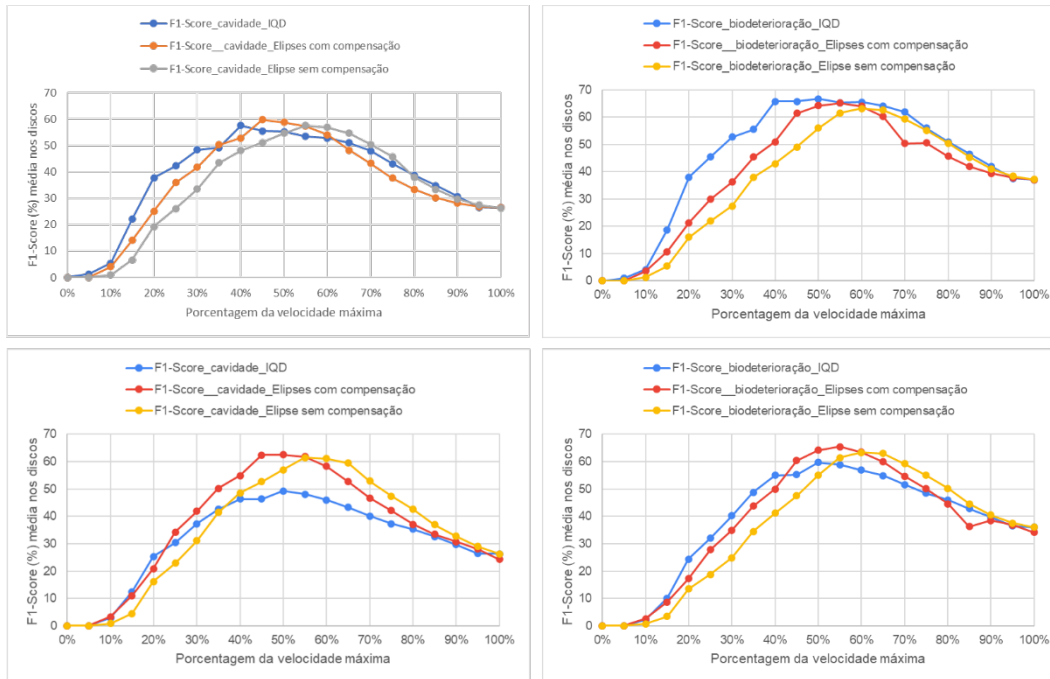 F1-Score_cavidade_IQD
F1-Score__cavidade_Elipses com compensação
F1-Score_cavidade_Elipse sem compensação
F1-Score (%) média nos discos
70
60
50
40
30
20
10
0
0% 10% 20% 30% 40% 50% 60% 70% 80% 90% 100%
Porcentagem da velocidade máxima
F1-Score_biodeterioração_IQD
F1-Score__biodeterioração_Elipses com compensação
F1-Score_biodeterioração_Elipse sem compensação
F1-Score (%) média nos discos
70
60
50
40
30
20
10
0
0% 10% 20% 30% 40% 50% 60% 70% 80% 90% 100%
Porcentagem da velocidade máxima
F1-Score_cavidade_IQD
F1-Score__cavidade_Elipses com compensação
F1-Score_cavidade_Elipse sem compensação
F1-Score (%) média nos discos
70
60
50
40
30
20
10
0
0% 10% 20% 30% 40% 50% 60% 70% 80% 90% 100%
Porcentagem da velocidade máxima
F1-Score_biodeterioração_IQD
F1-Score__biodeterioração_Elipses com compensação
F1-Score_biodeterioração_Elipse sem compensação
F1-Score (%) média nos discos
70
60
50
40
30
20
10
0
0% 10% 20% 30% 40% 50% 60% 70% 80% 90% 100%
Porcentagem da velocidade máxima